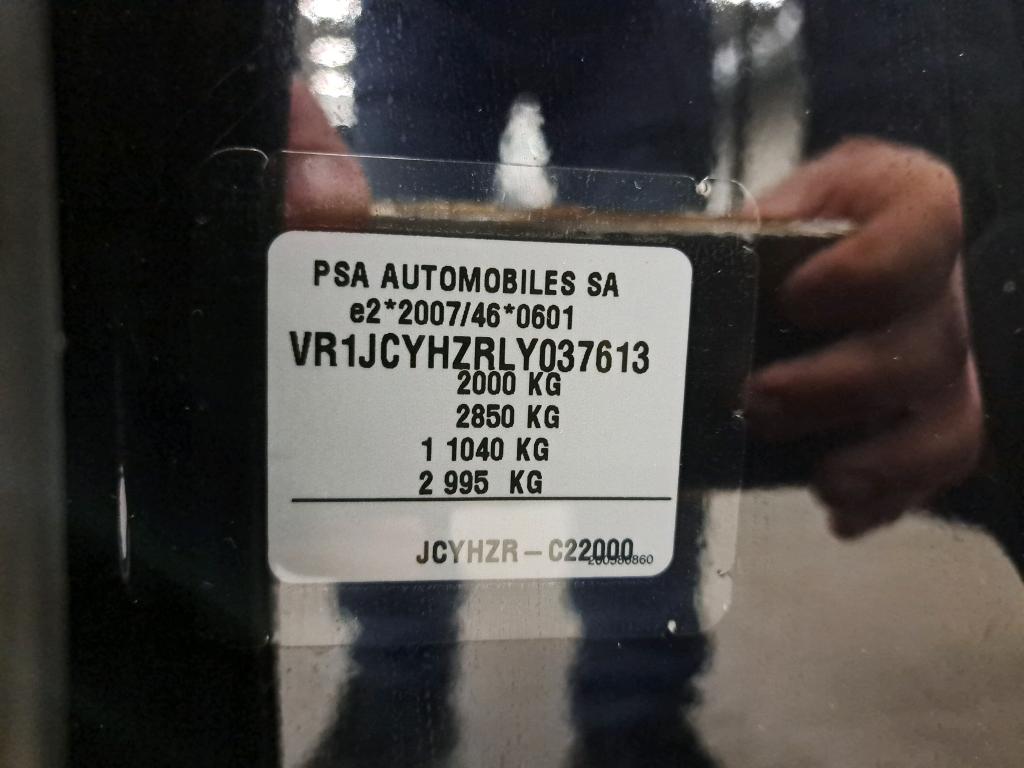 PSA AUTOMOBILES SA
e2*2007/46*0601
VR1JCYHZRLY037613
2000 KG
2850 KG
1 1040 KG
2 995 KG
JCYHZR - C22000